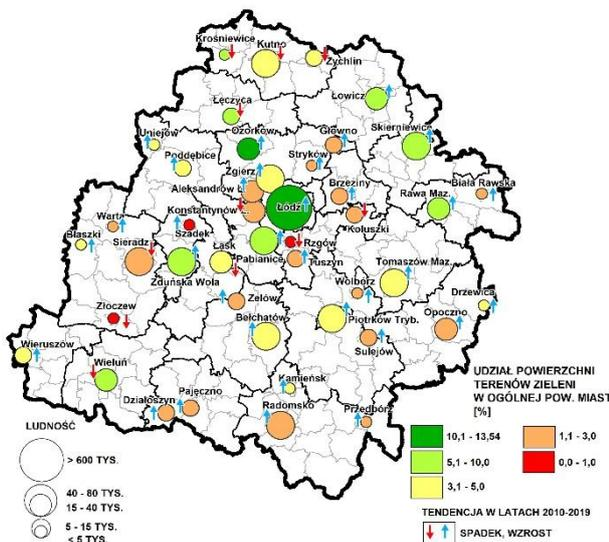 Krośniewice
Kutno
Żychlin
Łowicz
Łęczyca
Ozorków
Głowno
Skierniewice
Uniejów
Poddębice
Stryków
Zgierz
Aleksandrów Ł.
Brzeziny
Biała Rawska
Rawa Maz.
Łódź
Warta
Konstantynów Ł.
Koluszki
Błaszki
Szadek
Rzgów
Sieradz
Łask
Pabianice
Tuszyn
Tomaszów Maz.
Zduńska Wola
Wolbórz
Drzewica
Złoczew
Zelów
Bełchatów
Piotrków Tryb.
Opoczno
Sulejów
Wieruszów
Wieluń
Kamieńsk
Działoszyn
Pajęczno
Radomsko
Przedbórz
LUDNOŚĆ
> 600 TYS.
40 - 80 TYS.
15 - 40 TYS.
5 - 15 TYS.
< 5 TYS.
UDZIAŁ POWIERZCHNI
TERENÓW ZIELENI
W OGÓLNEJ POW. MIAST
[%]
10,1 - 13,54
1,1 - 3,0
5,1 - 10,0
0,0 - 1,0
3,1 - 5,0
TENDENCJA W LATACH 2010-2019
SPADEK, WZROST